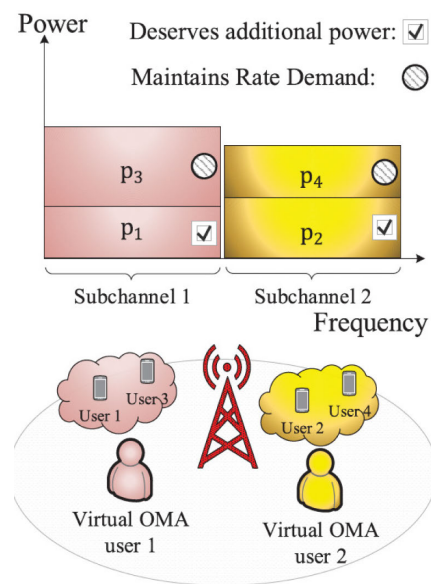 Power
Deserves additional power:
Maintains Rate Demand:
p₃
p₄
p₁
p₂
Subchannel 1
Subchannel 2
Frequency
User 3
User 1
User 4
User 2
Virtual OMA
user 1
Virtual OMA
user 2